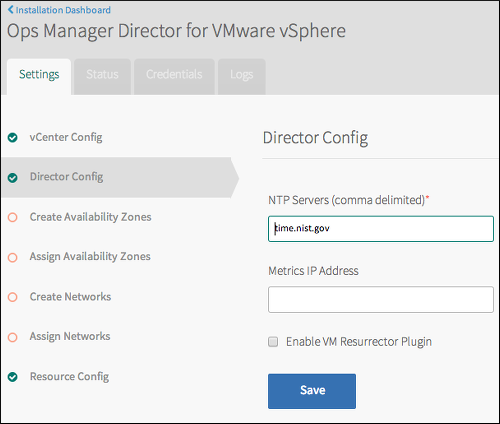 Installation Dashboard
Ops Manager Director for VMware vSphere
Settings
Status
Credentials
Logs
vCenter Config
Director Config
Create Availability Zones
Assign Availability Zones
Create Networks
Assign Networks
Resource Config
Director Config
NTP Servers (comma delimited)*
time.nist.gov
Metrics IP Address
Enable VM Resurrector Plugin
Save